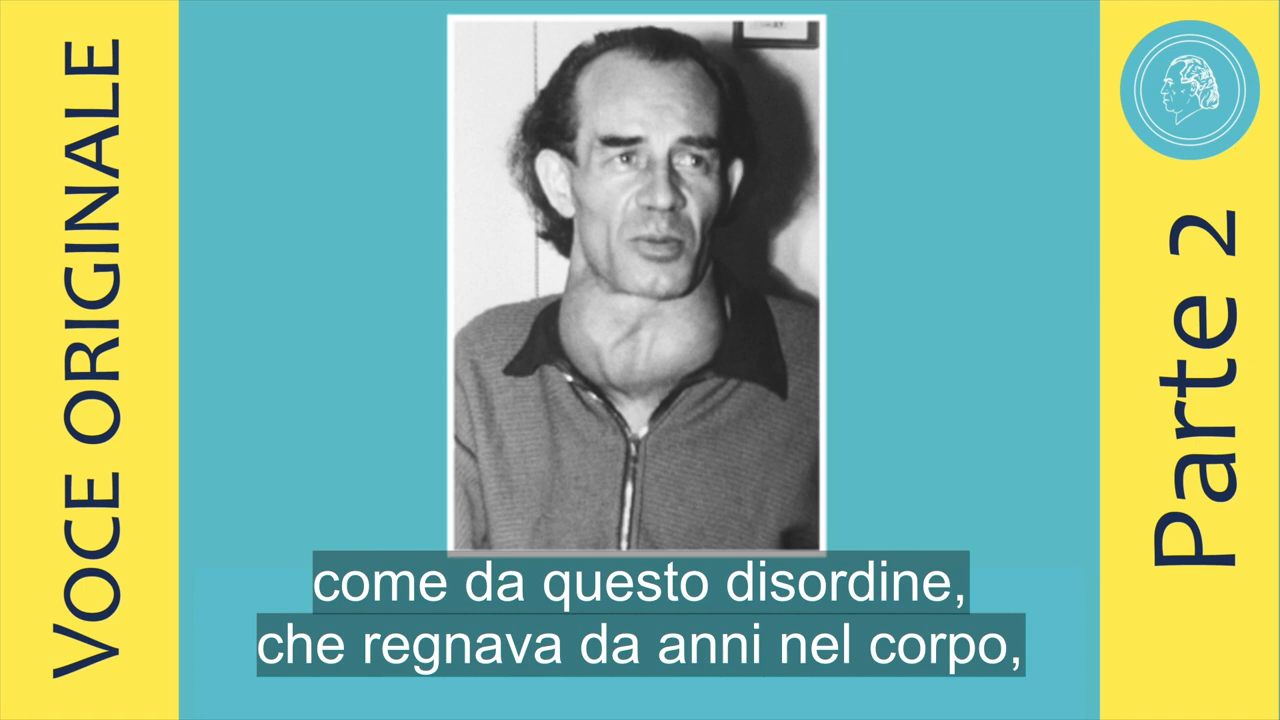 VOCE ORIGINALE
Parte 2
come da questo disordine,
che regnava da anni nel corpo,